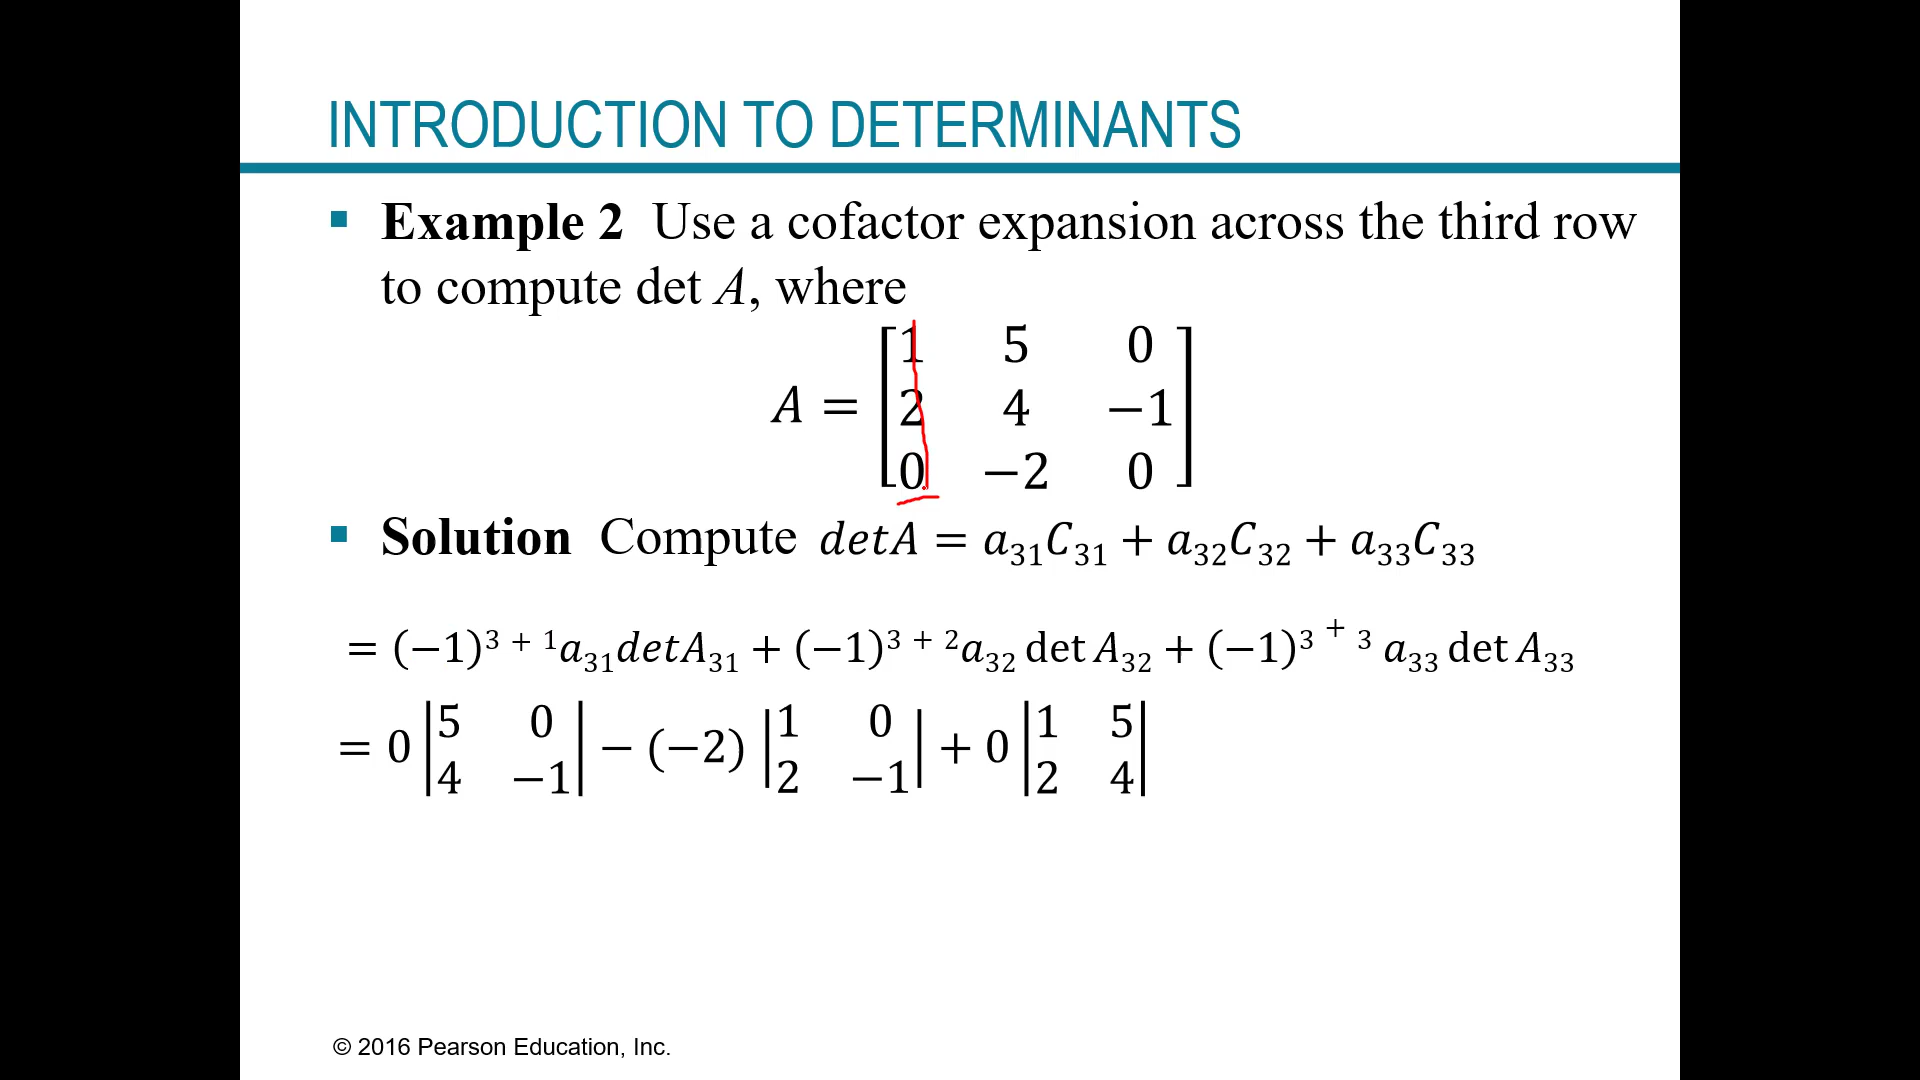 INTRODUCTION TO DETERMINANTS
▪ Example 2 Use a cofactor expansion across the third row
to compute det A, where
1 5 0
A = 2 4 −1
0 −2 0
▪ Solution Compute detA = a₃₁C₃₁ + a₃₂C₃₂ + a₃₃C₃₃
= (−1)³ ⁺ ¹a₃₁detA₃₁ + (−1)³ ⁺ ²a₃₂ det A₃₂ + (−1)³ ⁺ ³ a₃₃ det A₃₃
= 0 |5 0; 4 −1| − (−2) |1 0; 2 −1| + 0 |1 5; 2 4|
© 2016 Pearson Education, Inc.